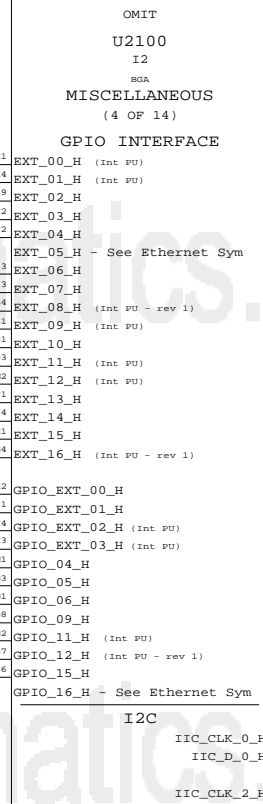 OMIT
U2100
I2
BGA
MISCELLANEOUS
(4 OF 14)
GPIO INTERFACE
EXT_00_H (Int PU)
EXT_01_H (Int PU)
EXT_02_H
EXT_03_H
EXT_04_H
EXT_05_H - See Ethernet Sym
EXT_06_H
EXT_07_H
EXT_08_H (Int PU - rev 1)
EXT_09_H (Int PU)
EXT_10_H
EXT_11_H (Int PU)
EXT_12_H (Int PU)
EXT_13_H
EXT_14_H
EXT_15_H
EXT_16_H (Int PU - rev 1)
GPIO_EXT_00_H
GPIO_EXT_01_H
GPIO_EXT_02_H (Int PU)
GPIO_EXT_03_H (Int PU)
GPIO_04_H
GPIO_05_H
GPIO_06_H
GPIO_09_H
GPIO_11_H (Int PU)
GPIO_12_H (Int PU - rev 1)
GPIO_15_H
GPIO_16_H - See Ethernet Sym
I2C
IIC_CLK_0_H
IIC_D_0_H
IIC_CLK_2_H